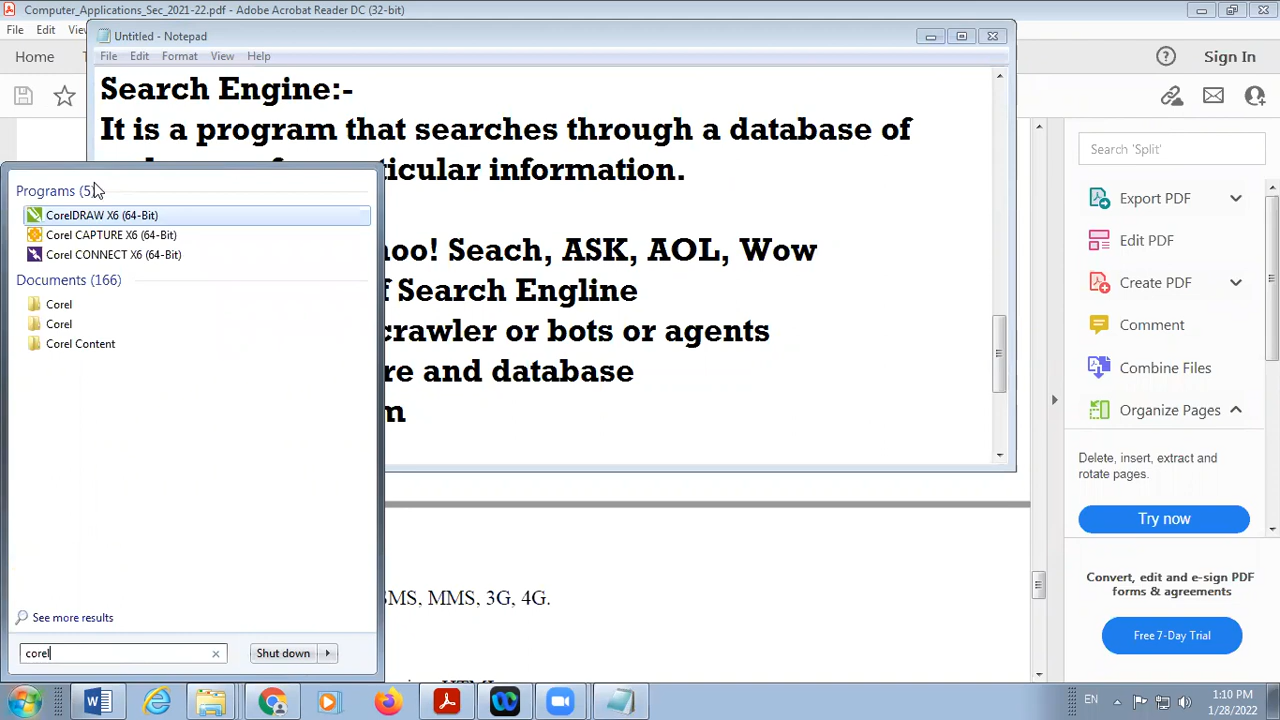 Computer_Applications_Sec_2021-22.pdf - Adobe Acrobat Reader DC (32-bit)
File Edit
Home
Sign In
Untitled - Notepad
File Edit Format View Help
Search Engine:-
It is a program that searches through a database of
ticular information.
hoo! Seach, ASK, AOL, Wow
f Search Engline
crawler or bots or agents
re and database
m
Programs (5)
CorelDRAW X6 (64-Bit)
Corel CAPTURE X6 (64-Bit)
Corel CONNECT X6 (64-Bit)
Documents (166)
Corel
Corel
Corel Content
See more results
corel
Shut down
SMS, MMS, 3G, 4G.
Search 'Split'
Export PDF
Edit PDF
Create PDF
Comment
Combine Files
Organize Pages
Delete, insert, extract and
rotate pages.
Try now
Convert, edit and e-sign PDF
forms & agreements
Free 7-Day Trial
EN
1:10 PM
1/28/2022